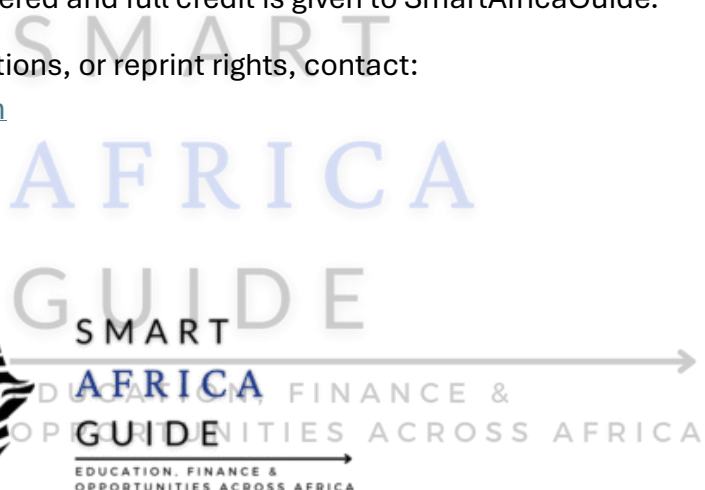 ered and full credit is given to SmartAfricaGuide.
SMART
tions, or reprint rights, contact:
AFRICA
GUIDE
SMART
EDUCATION, FINANCE &
AFRICA
OPPORTUNITIES ACROSS AFRICA
GUIDE
EDUCATION, FINANCE &
OPPORTUNITIES ACROSS AFRICA